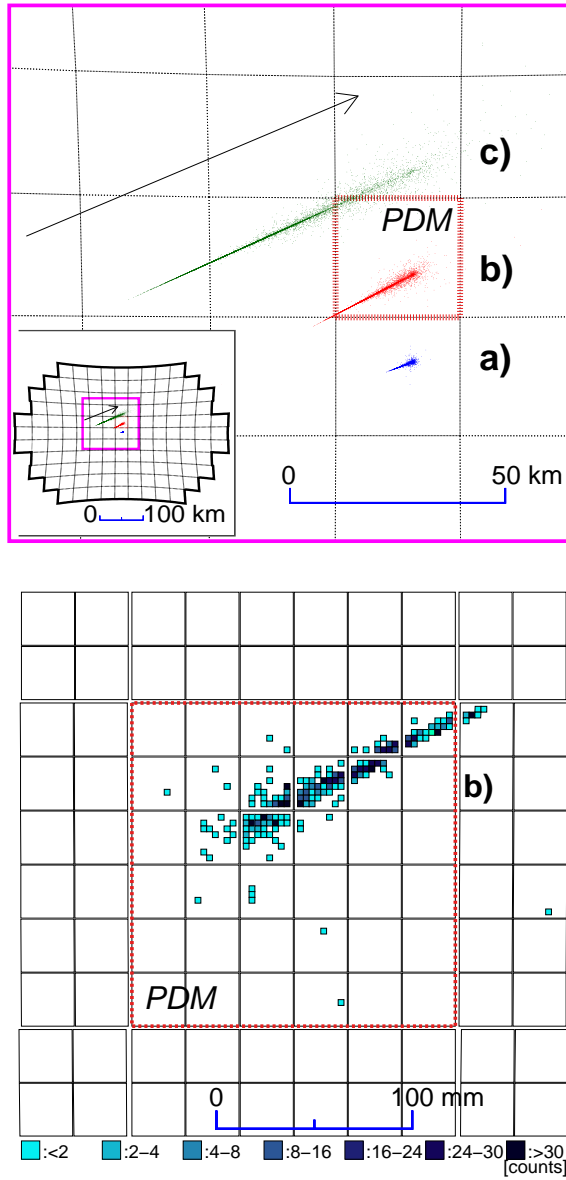 c)
PDM
b)
a)
0 50 km
0 100 km
b)
PDM
0 100 mm
:<2 :2–4 :4–8 :8–16 :16–24 :24–30 :>30
[counts]